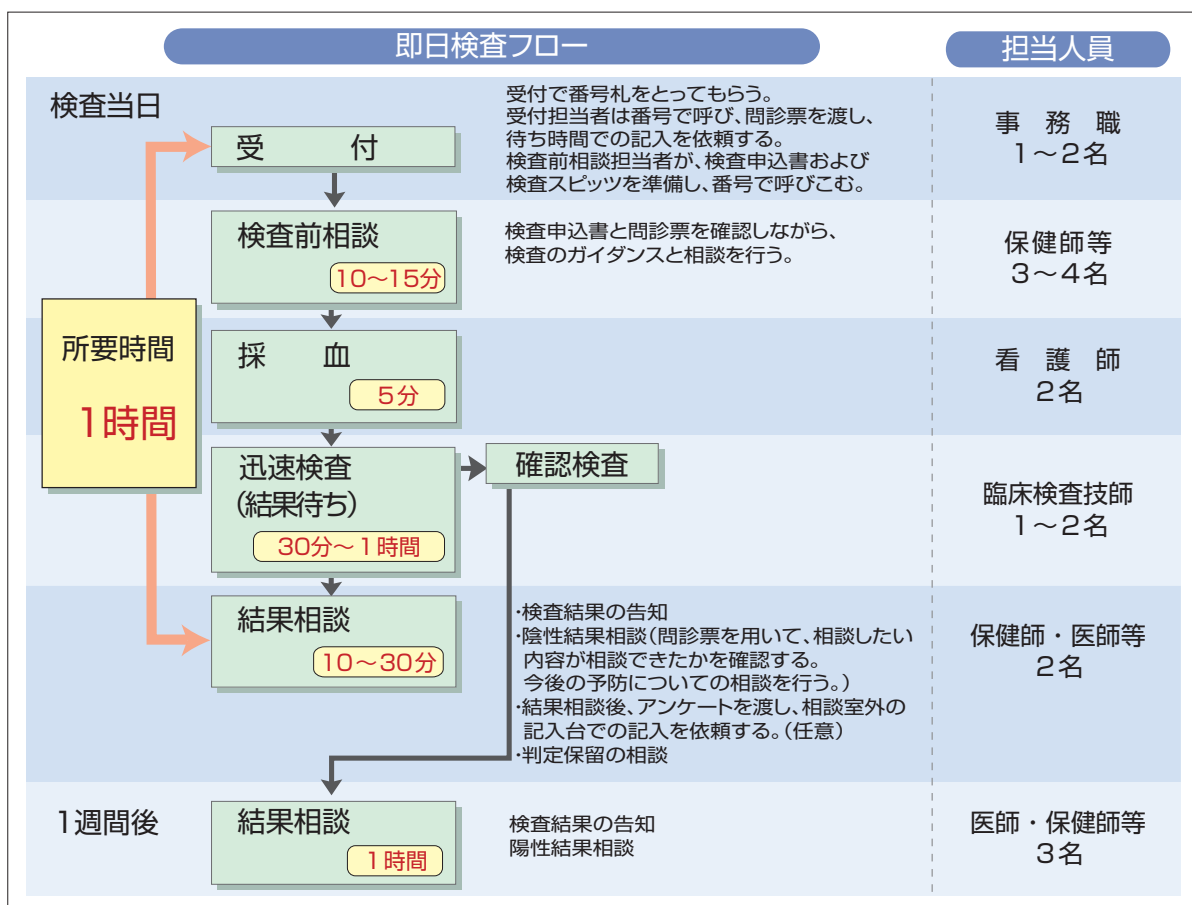 即日検査フロー
担当人員
検査当日
受　付
受付で番号札をとってもらう。
受付担当者は番号で呼び、問診票を渡し、
待ち時間での記入を依頼する。
検査前相談担当者が、検査申込書および
検査スピッツを準備し、番号で呼びこむ。
事　務　職
1～2名
検査前相談
10～15分
検査申込書と問診票を確認しながら、
検査のガイダンスと相談を行う。
保健師等
3～4名
所要時間
1時間
採　血
5分
看　護　師
2名
迅速検査
(結果待ち)
30分～1時間
確認検査
臨床検査技師
1～2名
結果相談
10～30分
・検査結果の告知
・陰性結果相談(問診票を用いて、相談したい
内容が相談できたかを確認する。
今後の予防についての相談を行う。)
・結果相談後、アンケートを渡し、相談室外の
記入台での記入を依頼する。(任意)
・判定保留の相談
保健師・医師等
2名
1週間後
結果相談
1時間
検査結果の告知
陽性結果相談
医師・保健師等
3名